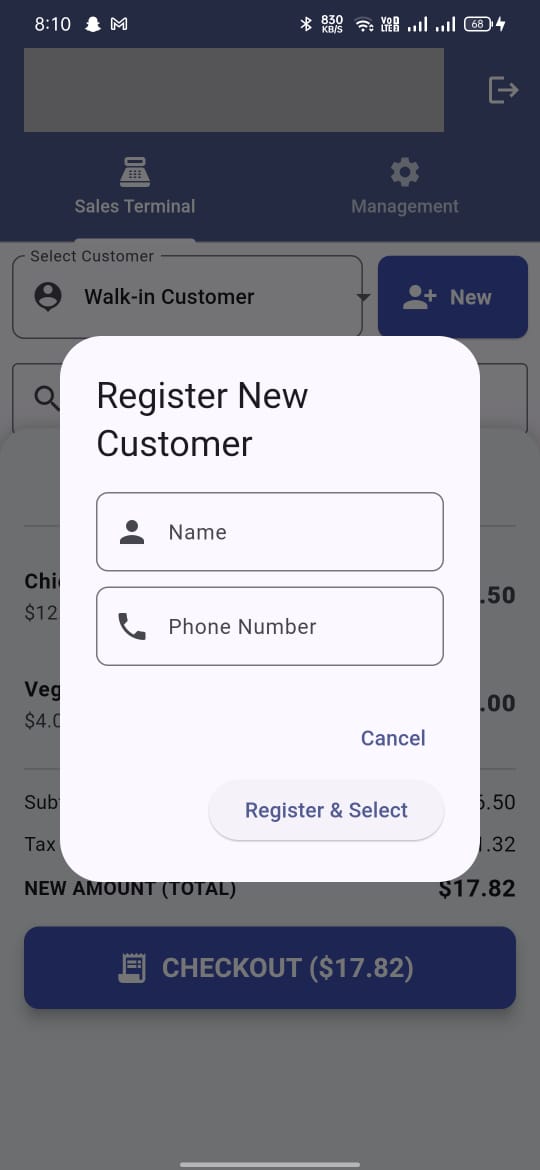 8:10 830 KB/S Vo LTE 68
Sales Terminal Management
Select Customer
Walk-in Customer New
Register New
Customer
Name
Chi .50
$12
Phone Number
Veg .00
$4.0
Cancel
Sub .50
Register & Select
Tax .32
NEW AMOUNT (TOTAL) $17.82
CHECKOUT ($17.82)